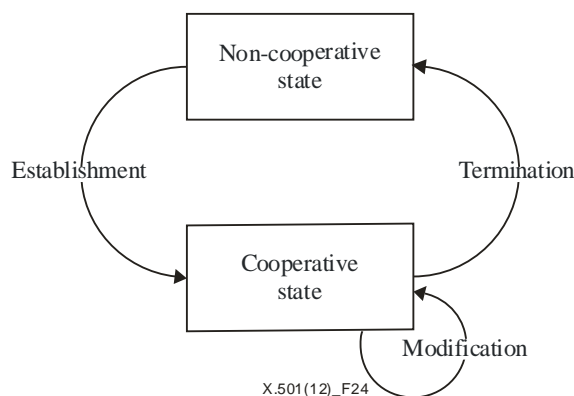 Non-cooperative
state
Establishment
Termination
Cooperative
state
Modification
X.501(12)_F24